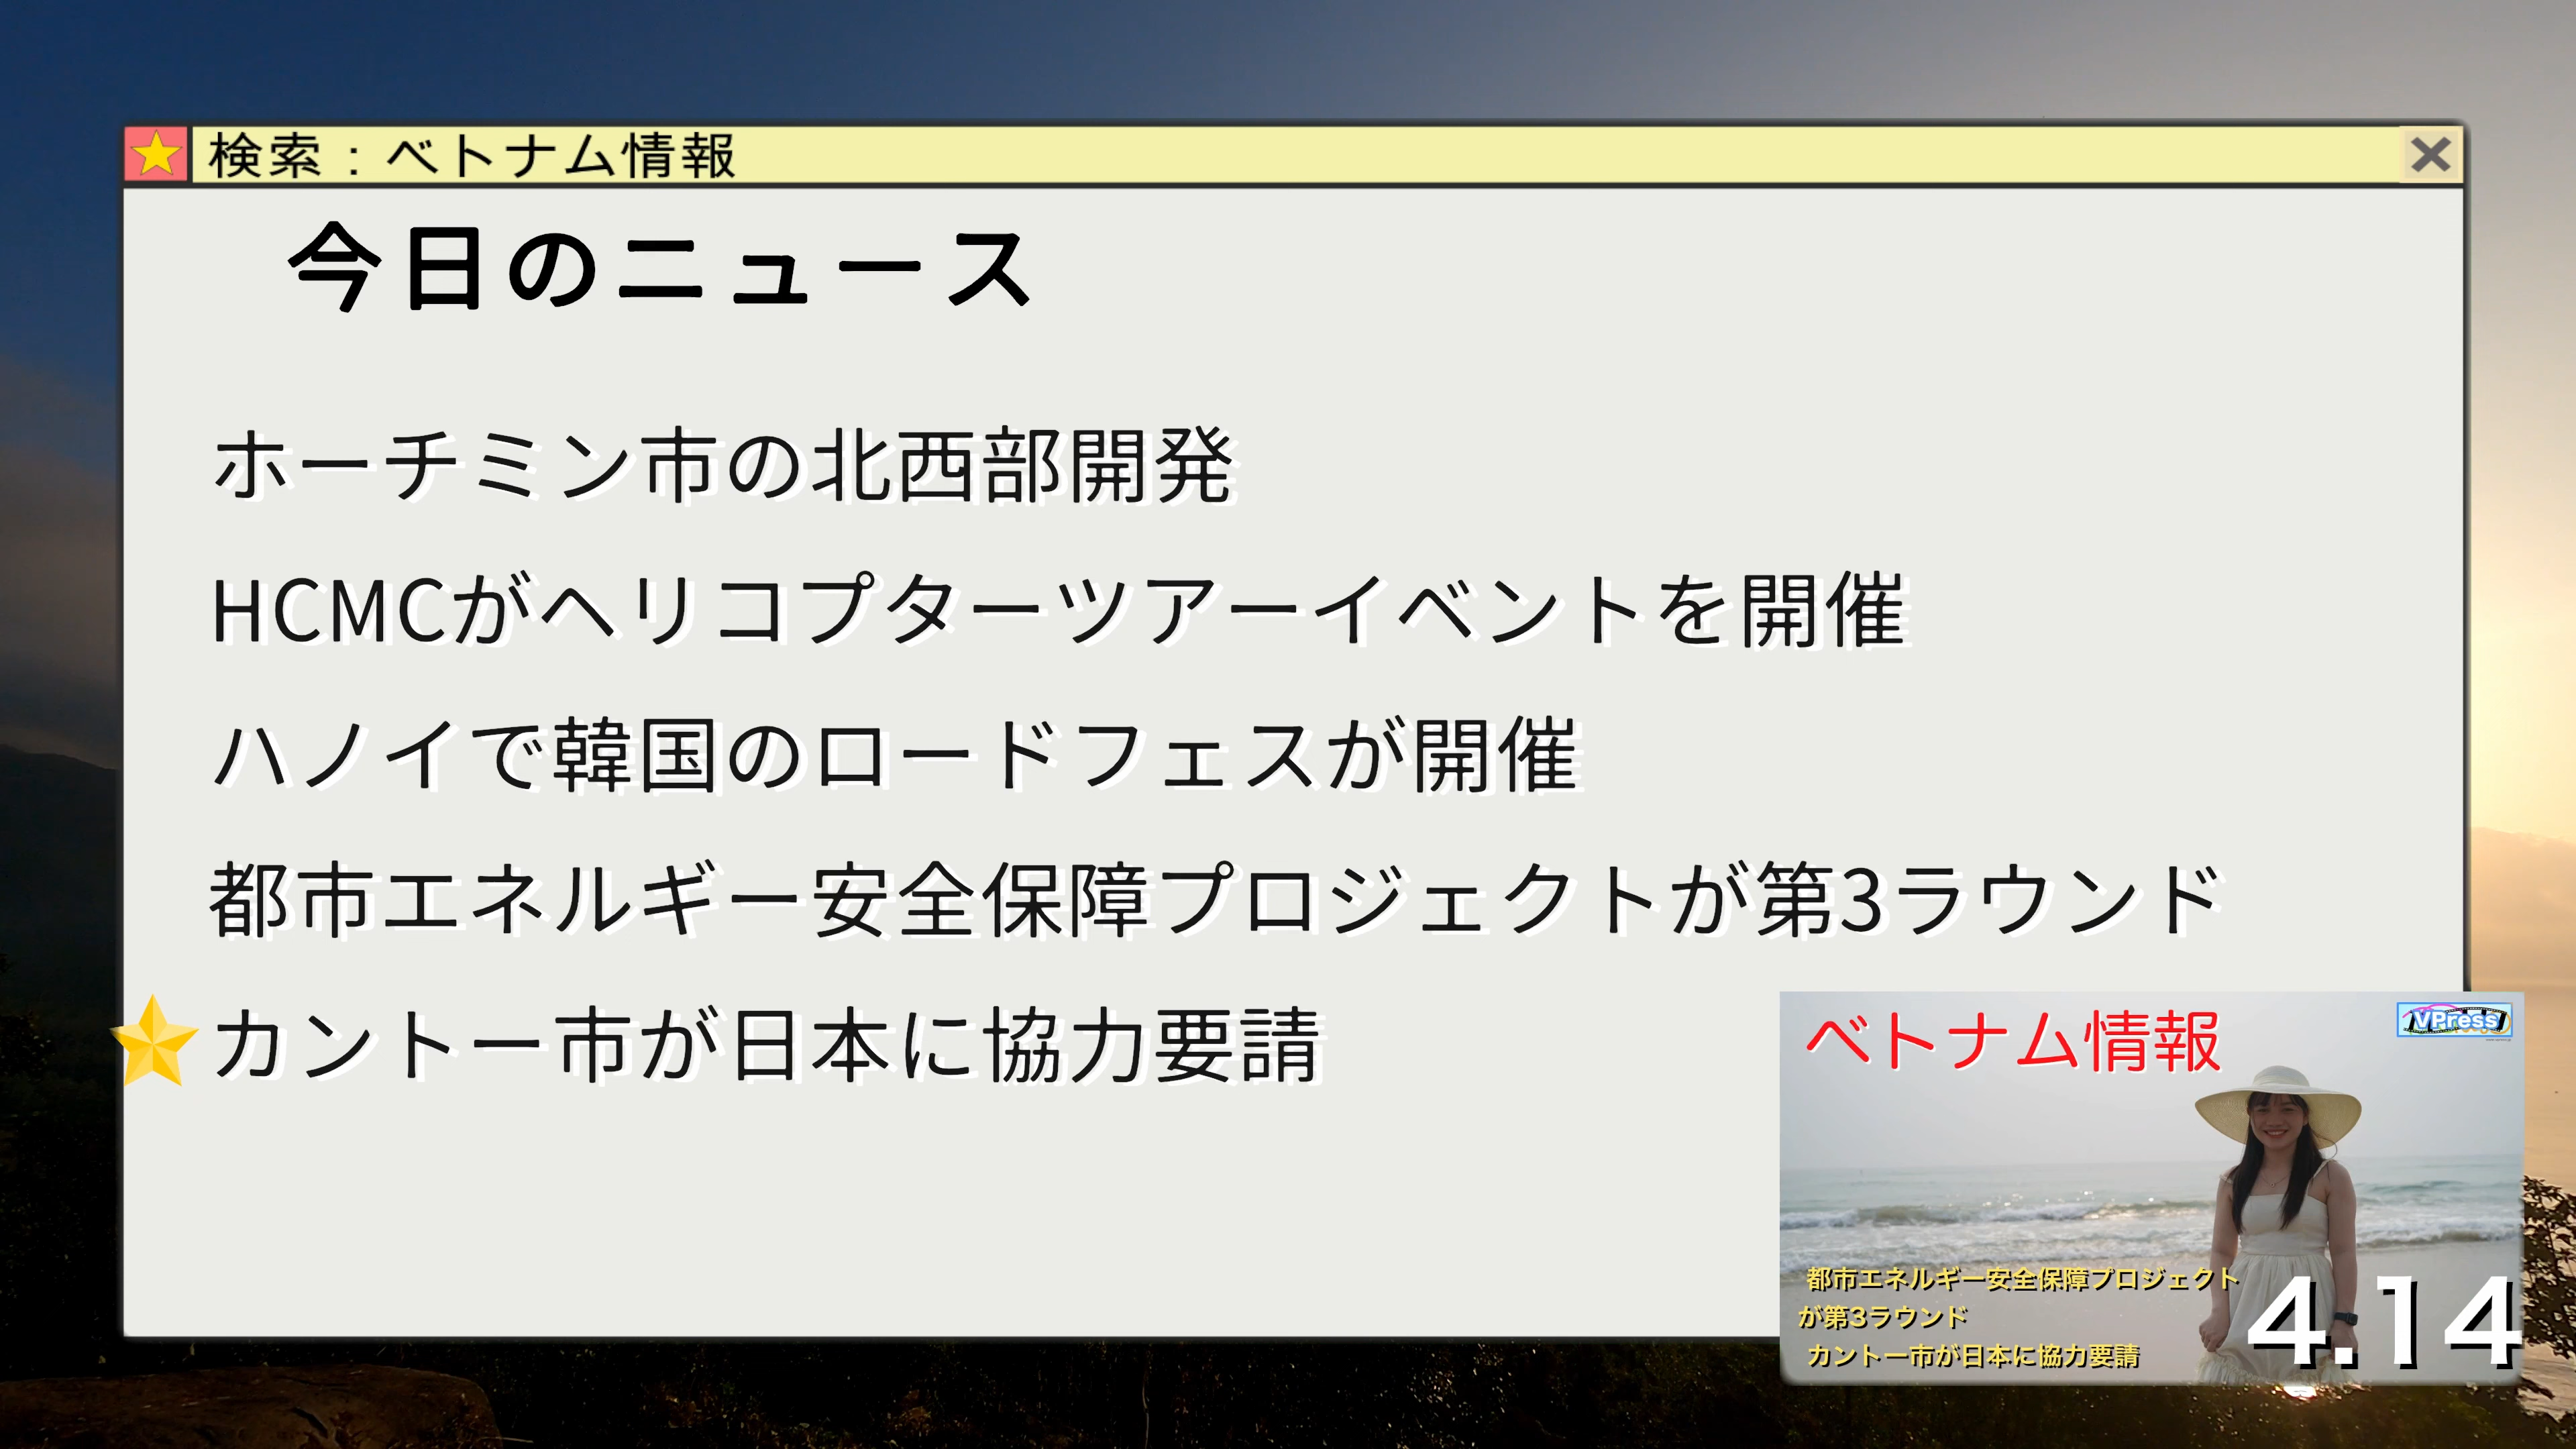 検索：ベトナム情報
今日のニュース
ホーチミン市の北西部開発
HCMCがヘリコプターツアーイベントを開催
ハノイで韓国のロードフェスが開催
都市エネルギー安全保障プロジェクトが第3ラウンド
カントー市が日本に協力要請
ベトナム情報
VPress
都市エネルギー安全保障プロジェクト
が第3ラウンド
カントー市が日本に協力要請
4.14